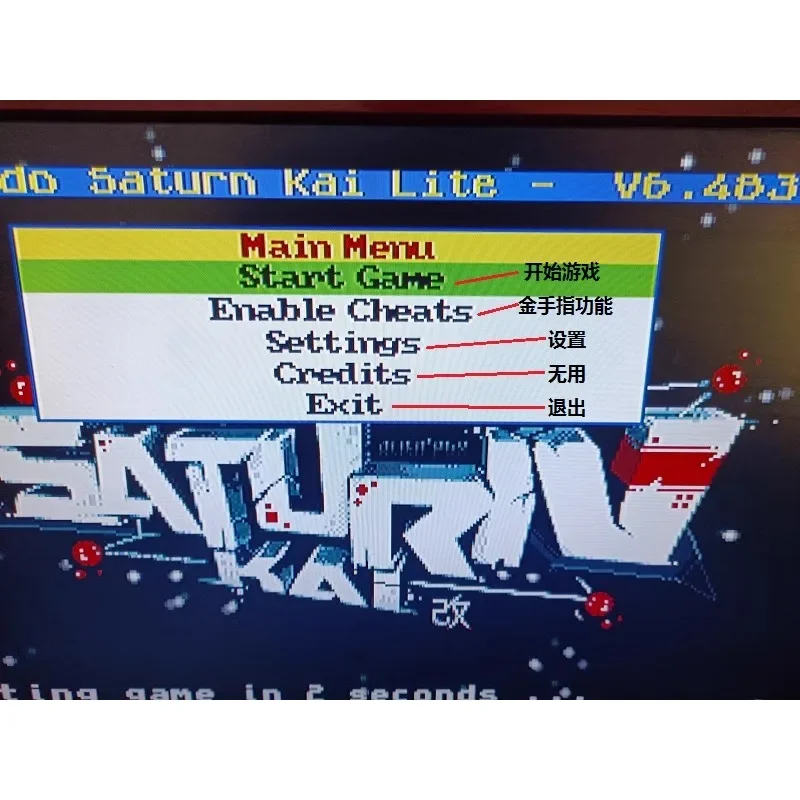 do Saturn Kai Lite - V6.403
Main Menu
Start Game 开始游戏
Enable Cheats 金手指功能
Settings 设置
Credits 无用
Exit 退出
SATURN
KAI
改
ting game in 2 seconds ...